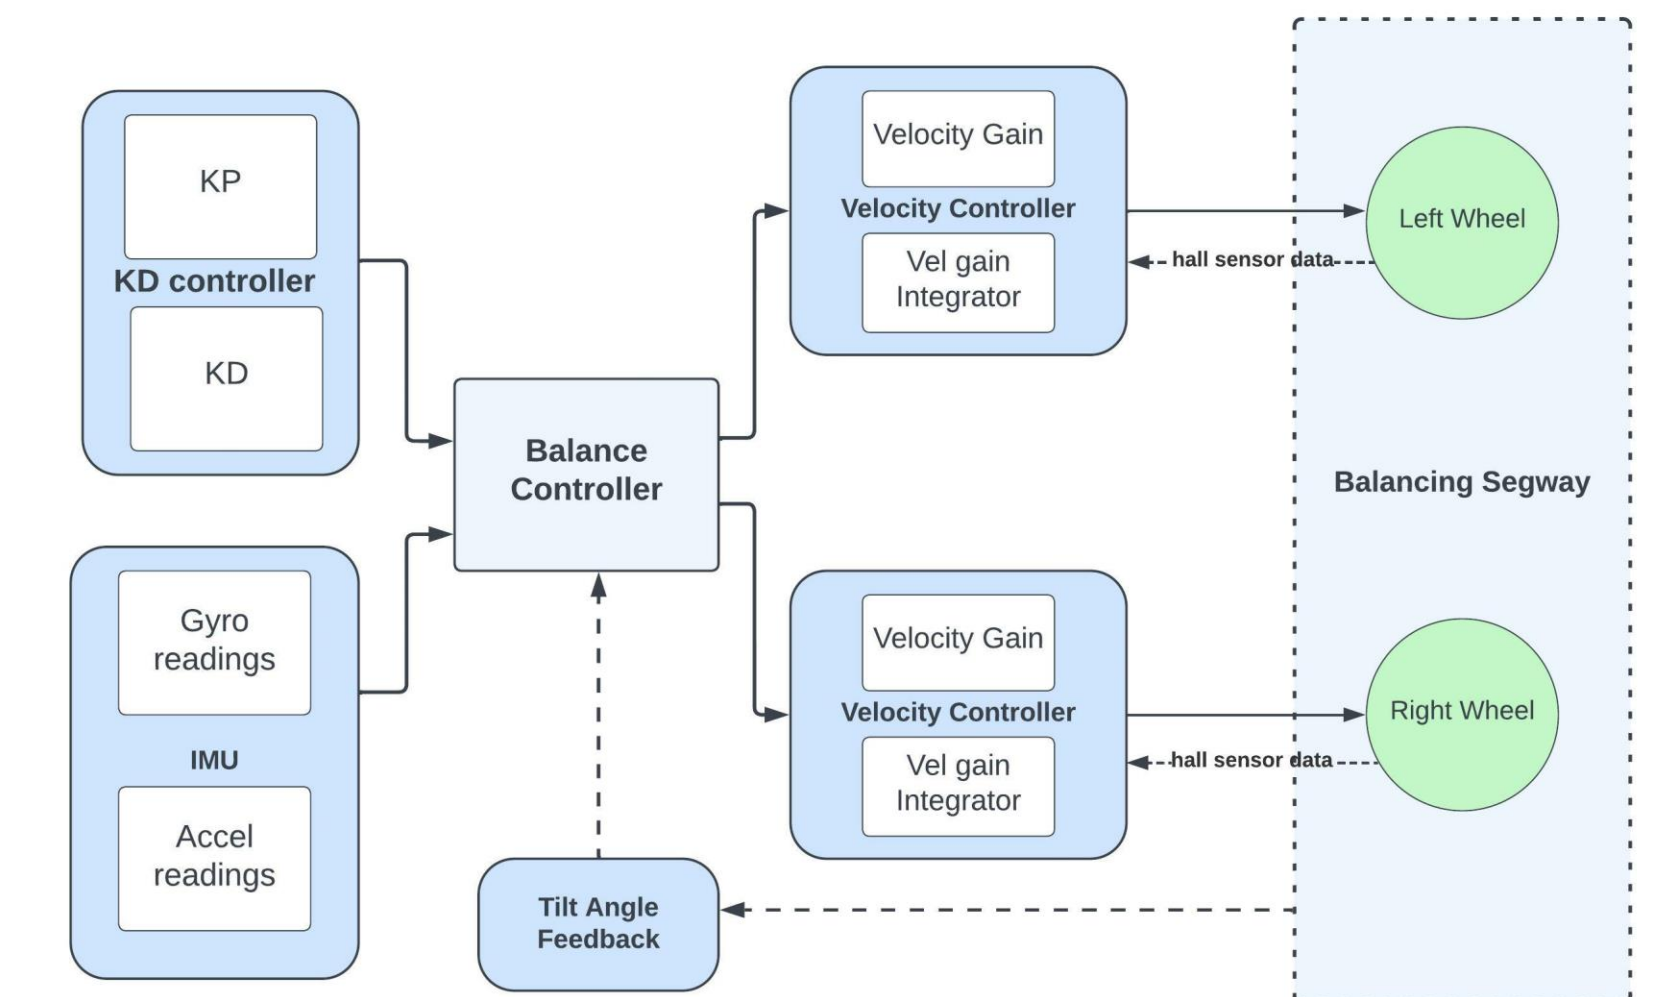 KP
KD controller
KD
Gyro
readings
IMU
Accel
readings
Balance
Controller
Tilt Angle
Feedback
Velocity Gain
Velocity Controller
Vel gain
Integrator
Velocity Gain
Velocity Controller
Vel gain
Integrator
hall sensor data
hall sensor data
Left Wheel
Balancing Segway
Right Wheel